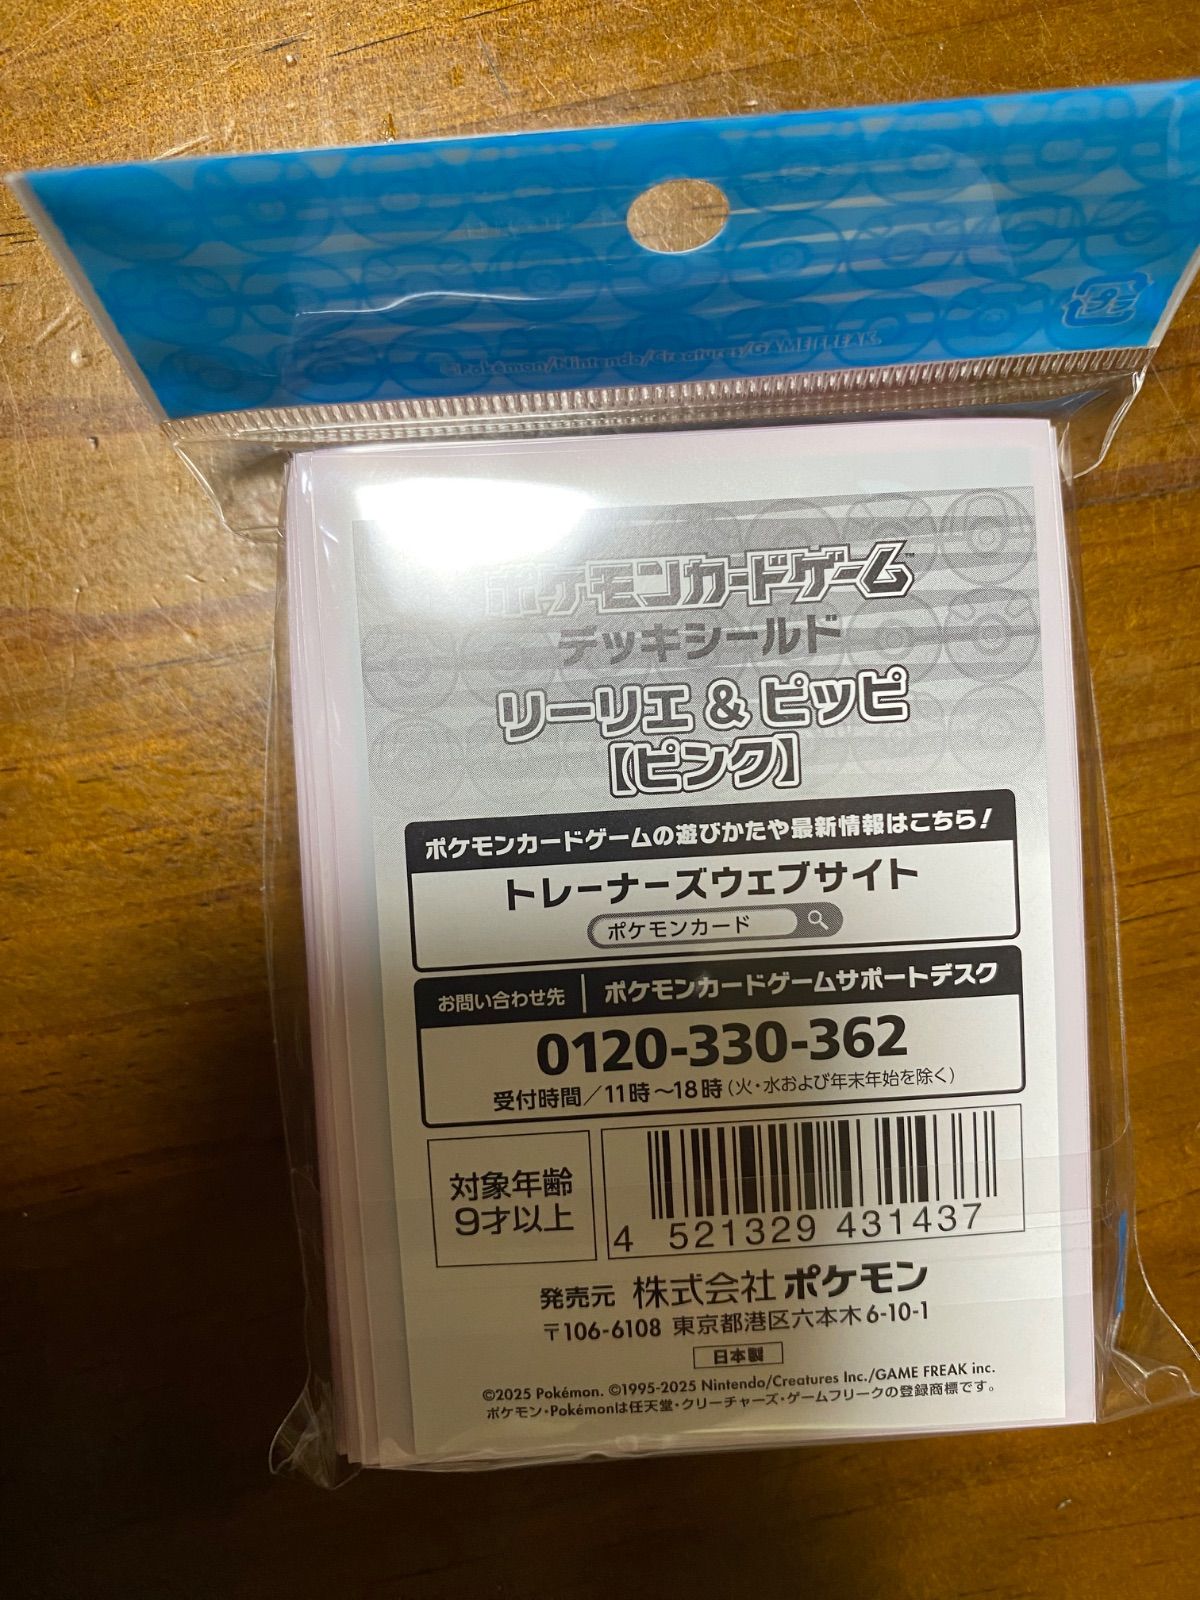 ©Pokémon/Nintendo/Creatures/GAME FREAK.
プラ
ポケモンカードゲーム™
デッキシールド
リーリエ & ピッピ
【ピンク】
ポケモンカードゲームの遊びかたや最新情報はこちら!
トレーナーズウェブサイト
ポケモンカード
お問い合わせ先 ポケモンカードゲームサポートデスク
0120-330-362
受付時間/11時~18時(火・水および年末年始を除く)
対象年齢
9才以上
4 521329 431437
発売元 株式会社ポケモン
〒106-6108 東京都港区六本木6-10-1
日本製
©2025 Pokémon. ©1995-2025 Nintendo/Creatures Inc./GAME FREAK inc.
ポケモン・Pokémonは任天堂・クリーチャーズ・ゲームフリークの登録商標です。